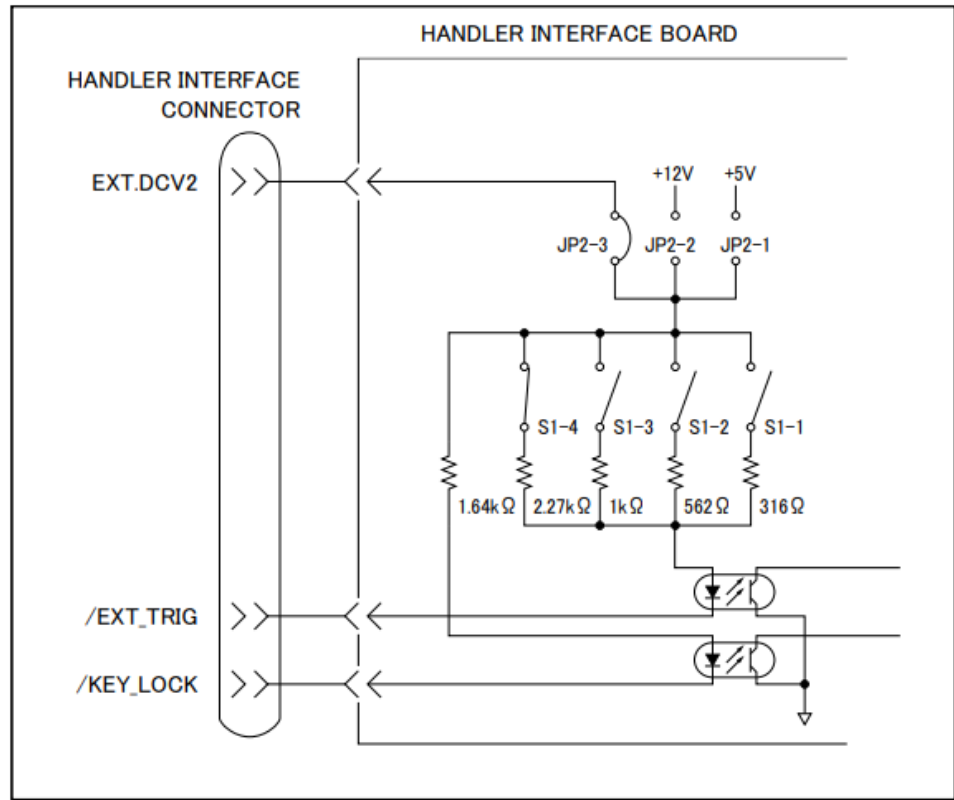 HANDLER INTERFACE BOARD
HANDLER INTERFACE
CONNECTOR
EXT.DCV2
+12V
+5V
JP2-3
JP2-2
JP2-1
S1-4
S1-3
S1-2
S1-1
1.64kΩ
2.27kΩ
1kΩ
562Ω
316Ω
/EXT_TRIG
/KEY_LOCK